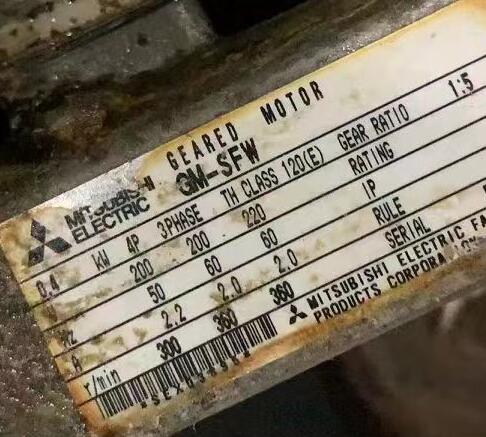 GEARED MOTOR
MITSUBISHI ELECTRIC GM-SFW
0.4 kW 4P 3PHASE TH CLASS 120(E) GEAR RATIO 1:5
200 200 220 RATING
Hz 50 60 60 IP
A 2.2 2.0 2.0 RULE
r/min 300 360 360 SERIAL
MITSUBISHI ELECTRIC FA
PRODUCTS CORPORA